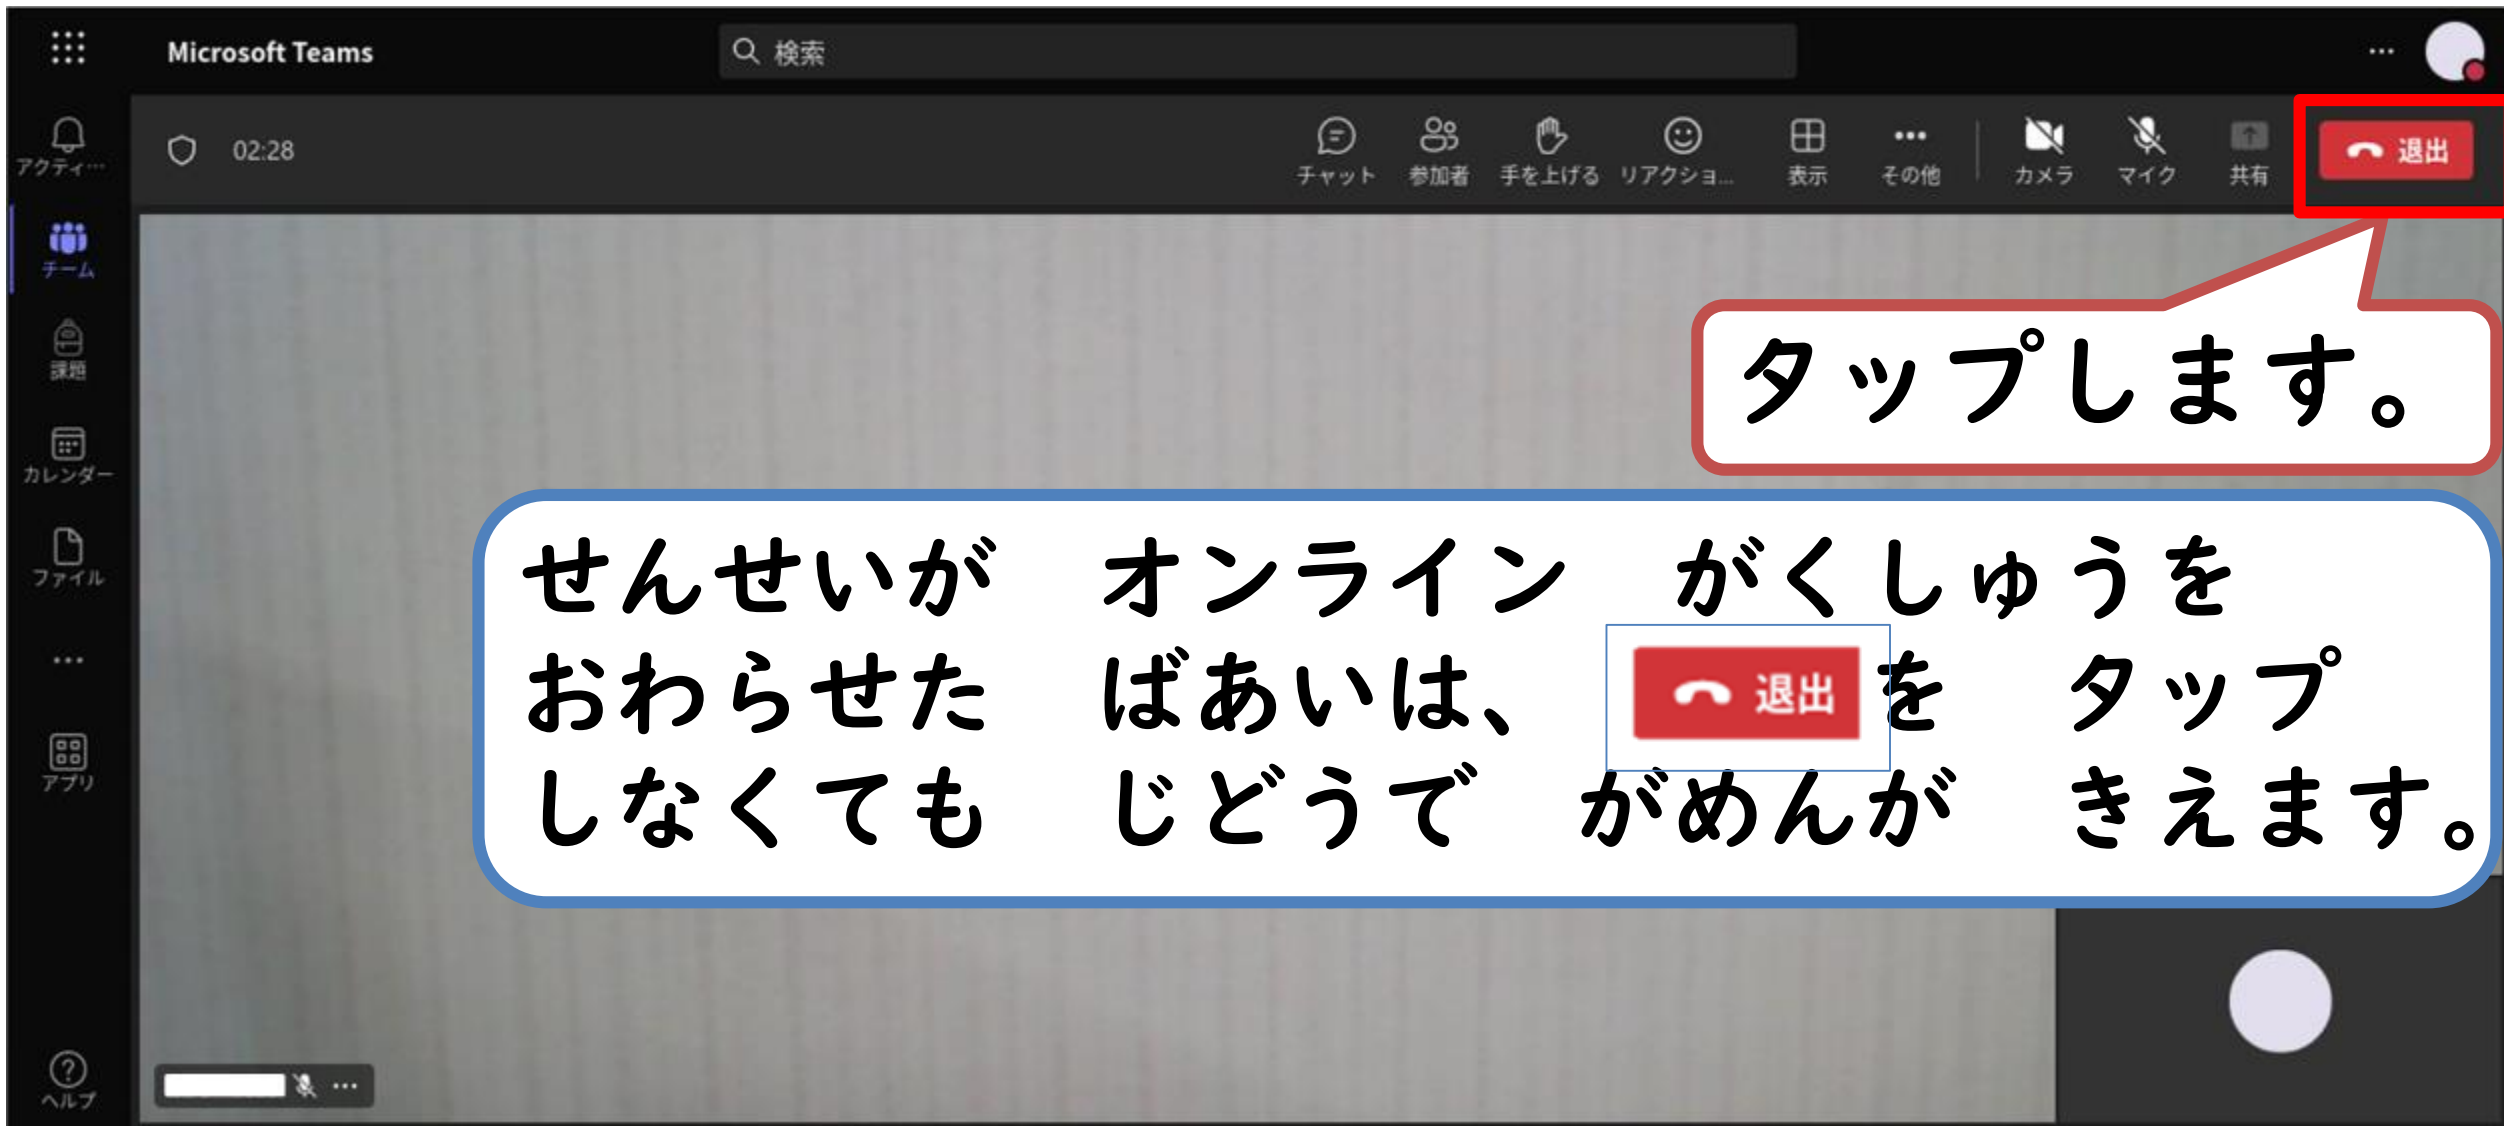 Microsoft Teams
検索
アクティ…
02:28
チャット
参加者
手を上げる
リアクショ...
表示
その他
カメラ
マイク
共有
退出
チーム
課題
カレンダー
ファイル
アプリ
ヘルプ
タップします。
せんせいが オンライン がくしゅうを
おわらせた ばあいは、 退出 を タップ
しなくても じどうで がめんが きえます。